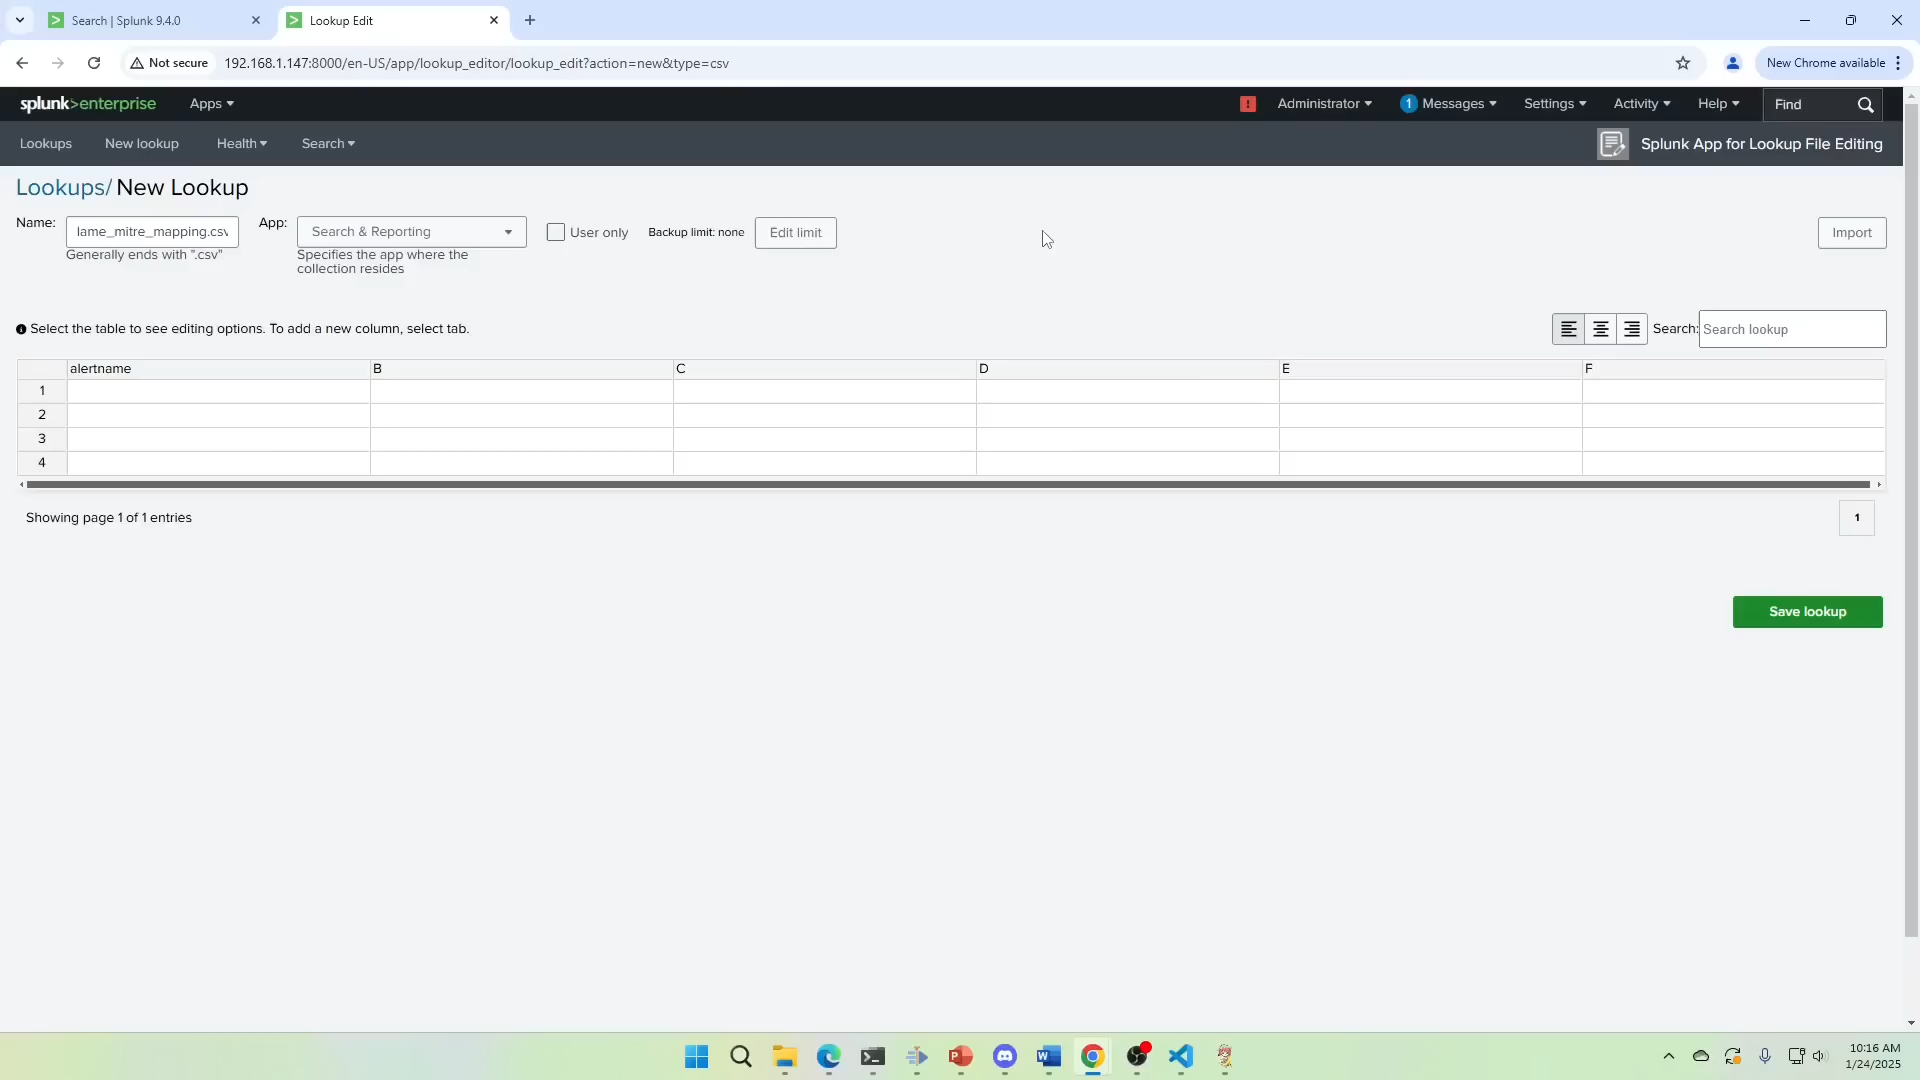 Search | Splunk 9.4.0
Lookup Edit
Not secure
192.168.1.147:8000/en-US/app/lookup_editor/lookup_edit?action=new&type=csv
New Chrome available
splunk>enterprise
Apps
!
Administrator
1
Messages
Settings
Activity
Help
Find
Lookups
New lookup
Health
Search
Splunk App for Lookup File Editing
Lookups/ New Lookup
Name:
lame_mitre_mapping.csv
Generally ends with ".csv"
App:
Search & Reporting
Specifies the app where the
collection resides
User only
Backup limit: none
Edit limit
Import
Select the table to see editing options. To add a new column, select tab.
Search:
Search lookup
alertname
B
C
D
E
F
1
2
3
4
Showing page 1 of 1 entries
1
Save lookup
10:16 AM
1/24/2025